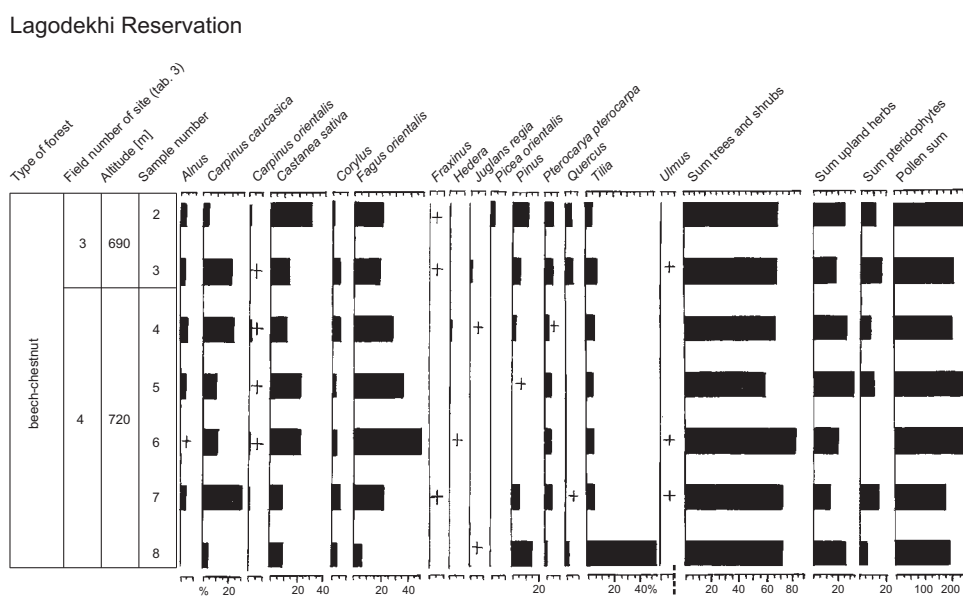 Lagodekhi Reservation
Type of forest
Field number of site (tab. 3)
Altitude [m]
Sample number
Alnus
Carpinus caucasica
Carpinus orientalis
Castanea sativa
Corylus
Fagus orientalis
Fraxinus
Hedera
Juglans regia
Picea orientalis
Pinus
Pterocarya pterocarpa
Quercus
Tilia
Ulmus
Sum trees and shrubs
Sum upland herbs
Sum pteridophytes
Pollen sum
beech-chestnut
3 690
4 720
2
3
4
5
6
7
8
% 20 20 40 20 40 20 20 40% 20 40 60 80 20 20 100 200